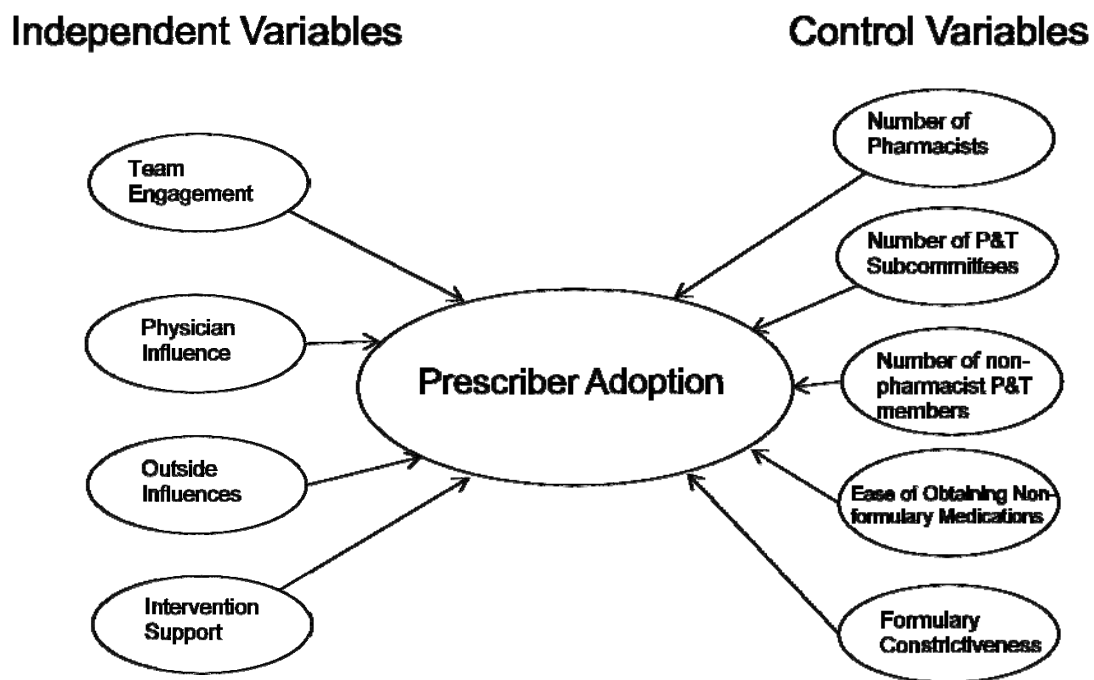 Independent Variables
Control Variables
Team
Engagement
Physician
Influence
Outside
Influences
Intervention
Support
Prescriber Adoption
Number of
Pharmacists
Number of P&T
Subcommittees
Number of non-
pharmacist P&T
members
Ease of Obtaining Non-
formulary Medications
Formulary
Constrictiveness